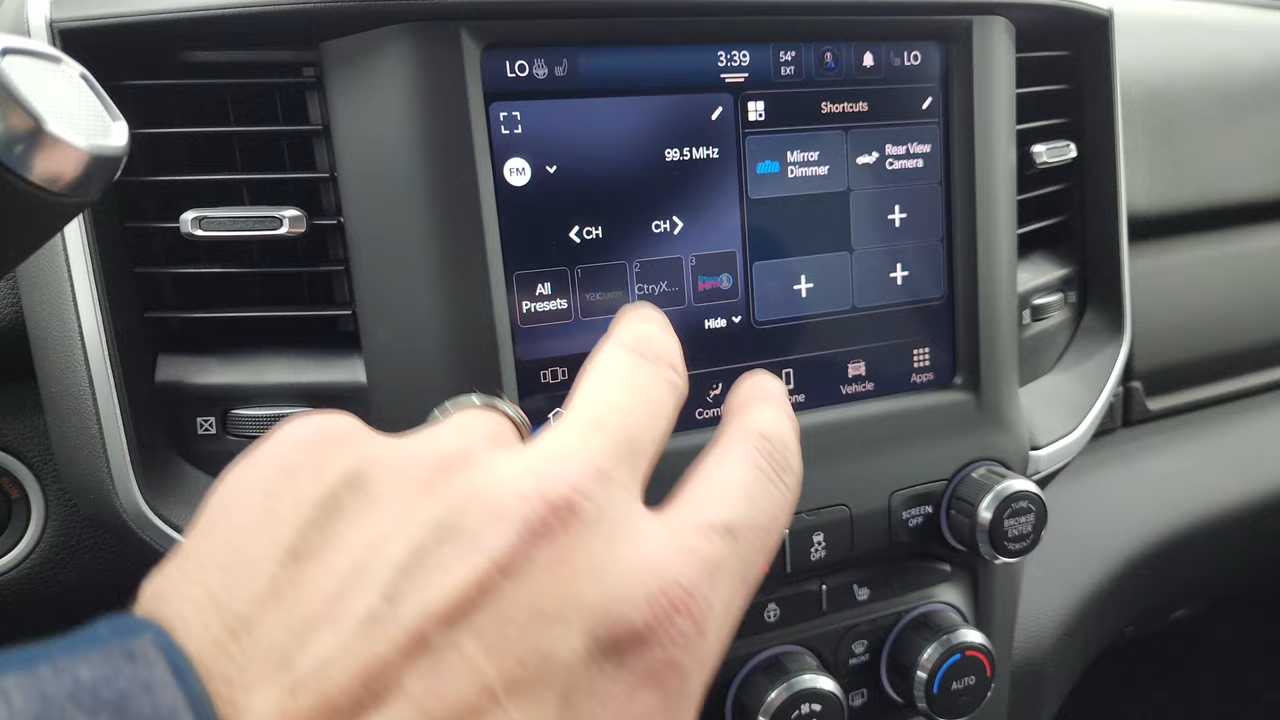 LO
3:39
54°
EXT
LO
Shortcuts
99.5 MHz
FM
Mirror
Dimmer
Rear View
Camera
CH
CH
All
Presets
1
2
CtryX...
3
Hide
Vehicle
Apps
SCREEN
OFF
TUNE
BROWSE
ENTER
SCROLL
OFF
FRONT
AUTO